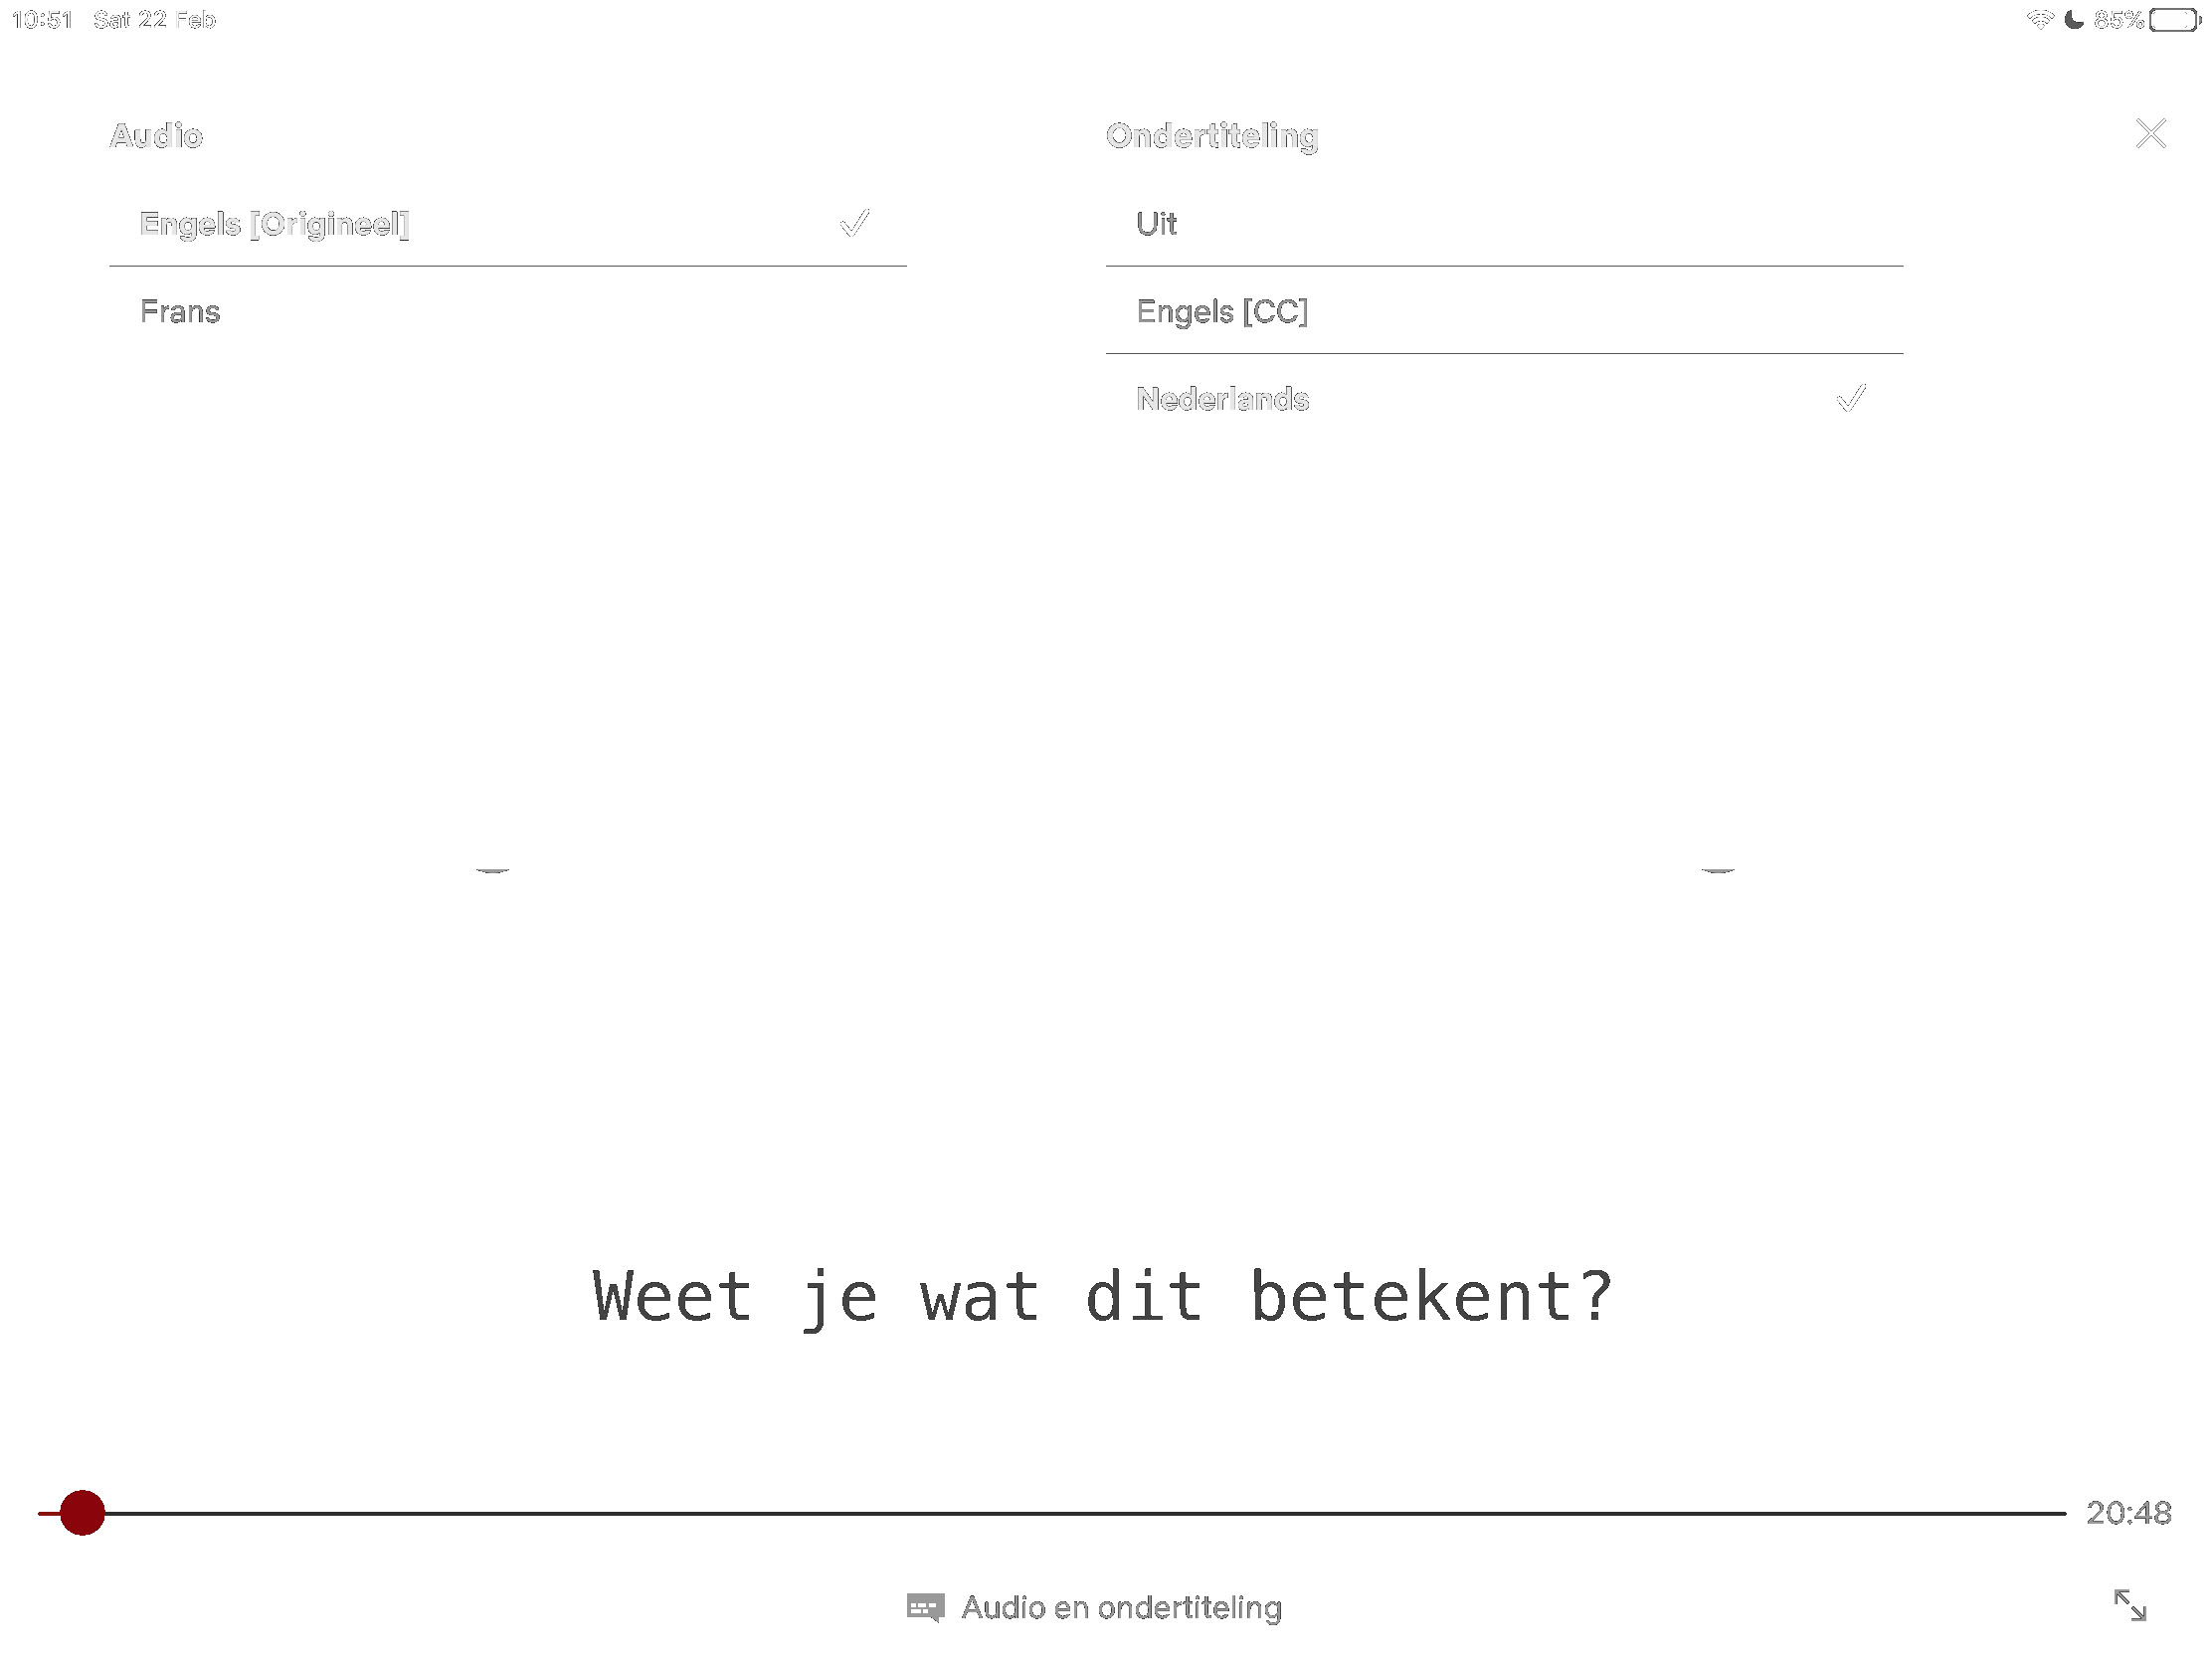 10:51 Sat 22 Feb
85%
Audio
Engels [Origineel]
Frans
Ondertiteling
Uit
Engels [CC]
Nederlands
Weet je wat dit betekent?
20:48
Audio en ondertiteling